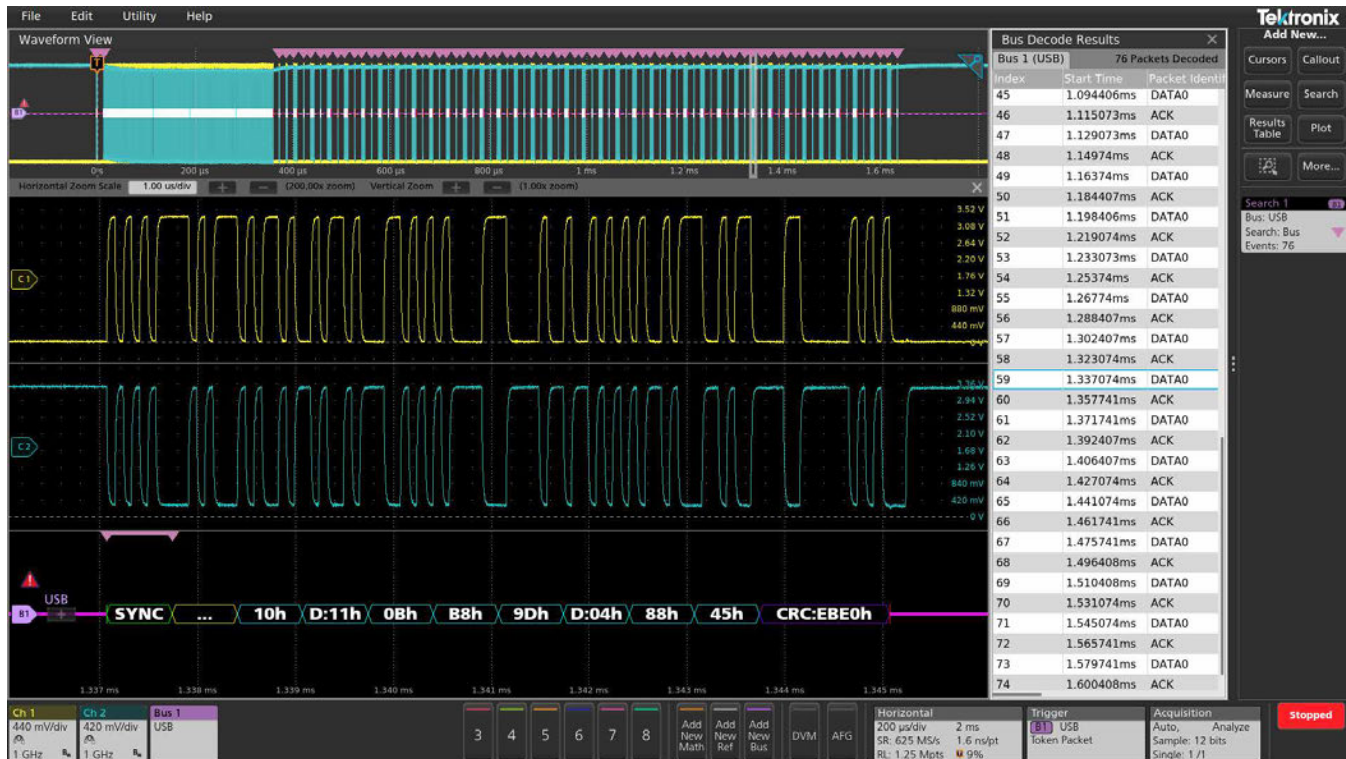 File Edit Utility Help
Tektronix
Waveform View
Add New...
Cursors Callout
Measure Search
Results Table Plot
More...
Search 1 B1
Bus: USB
Search: Bus
Events: 76
T
B1
0 s 200 µs 400 µs 600 µs 800 µs 1 ms 1.2 ms 1.4 ms 1.6 ms
Horizontal Zoom Scale 1.00 us/div + — (200.00x zoom) Vertical Zoom + — (1.00x zoom)
C1
3.52 V
3.08 V
2.64 V
2.20 V
1.76 V
1.32 V
880 mV
440 mV
0 V
C2
3.36 V
2.94 V
2.52 V
2.10 V
1.68 V
1.26 V
840 mV
420 mV
0 V
USB
B1 + SYNC ... 10h D:11h 0Bh B8h 9Dh D:04h 88h 45h CRC:EBE0h
1.337 ms 1.338 ms 1.339 ms 1.340 ms 1.341 ms 1.342 ms 1.343 ms 1.344 ms 1.345 ms
Bus Decode Results
Bus 1 (USB) 76 Packets Decoded
Index Start Time Packet Identif
45 1.094406ms DATA0
46 1.115073ms ACK
47 1.129073ms DATA0
48 1.14974ms ACK
49 1.16374ms DATA0
50 1.184407ms ACK
51 1.198406ms DATA0
52 1.219074ms ACK
53 1.233073ms DATA0
54 1.25374ms ACK
55 1.26774ms DATA0
56 1.288407ms ACK
57 1.302407ms DATA0
58 1.323074ms ACK
59 1.337074ms DATA0
60 1.357741ms ACK
61 1.371741ms DATA0
62 1.392407ms ACK
63 1.406407ms DATA0
64 1.427074ms ACK
65 1.441074ms DATA0
66 1.461741ms ACK
67 1.475741ms DATA0
68 1.496408ms ACK
69 1.510408ms DATA0
70 1.531074ms ACK
71 1.545074ms DATA0
72 1.565741ms ACK
73 1.579741ms DATA0
74 1.600408ms ACK
Ch 1
440 mV/div
1 GHz
Ch 2
420 mV/div
1 GHz
Bus 1
USB
3 4 5 6 7 8
Add New Math
Add New Ref
Add New Bus
DVM AFG
Horizontal
200 µs/div 2 ms
SR: 625 MS/s 1.6 ns/pt
RL: 1.25 Mpts 9%
Trigger
B1 USB
Token Packet
Acquisition
Auto, Analyze
Sample: 12 bits
Single: 1 /1
Stopped